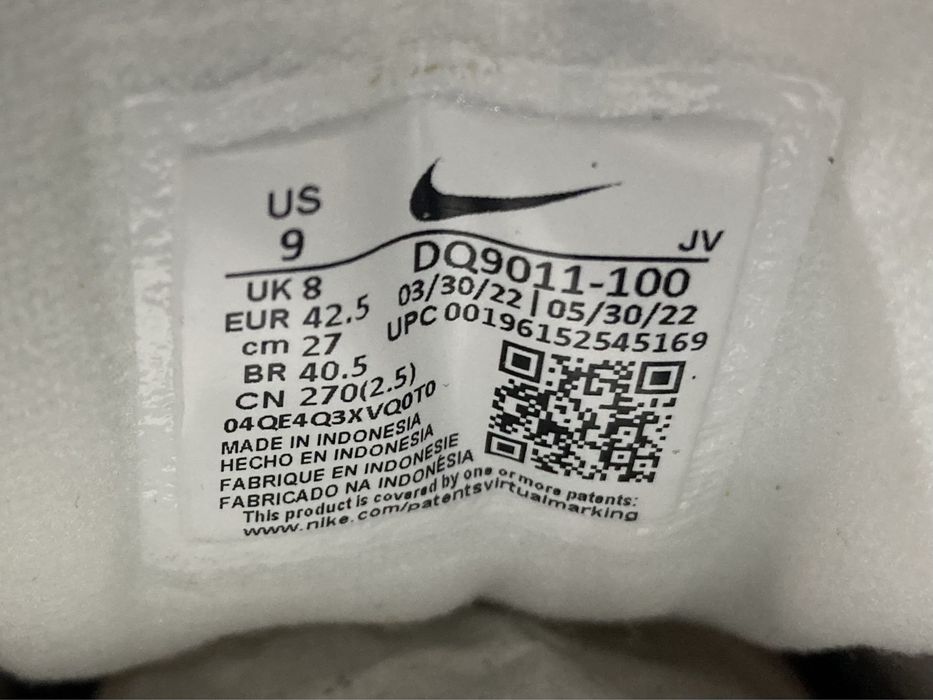 US
9
JV
UK 8
EUR 42.5
cm 27
BR 40.5
CN 270(2.5)
DQ9011-100
03/30/22 | 05/30/22
UPC 00196152545169
04QE4Q3XVQ0T0
MADE IN INDONESIA
HECHO EN INDONESIA
FABRIQUE EN INDONÉSIE
FABRICADO NA INDONÉSIA
This product is covered by one or more patents:
www.nike.com/patentsvirtualmarking